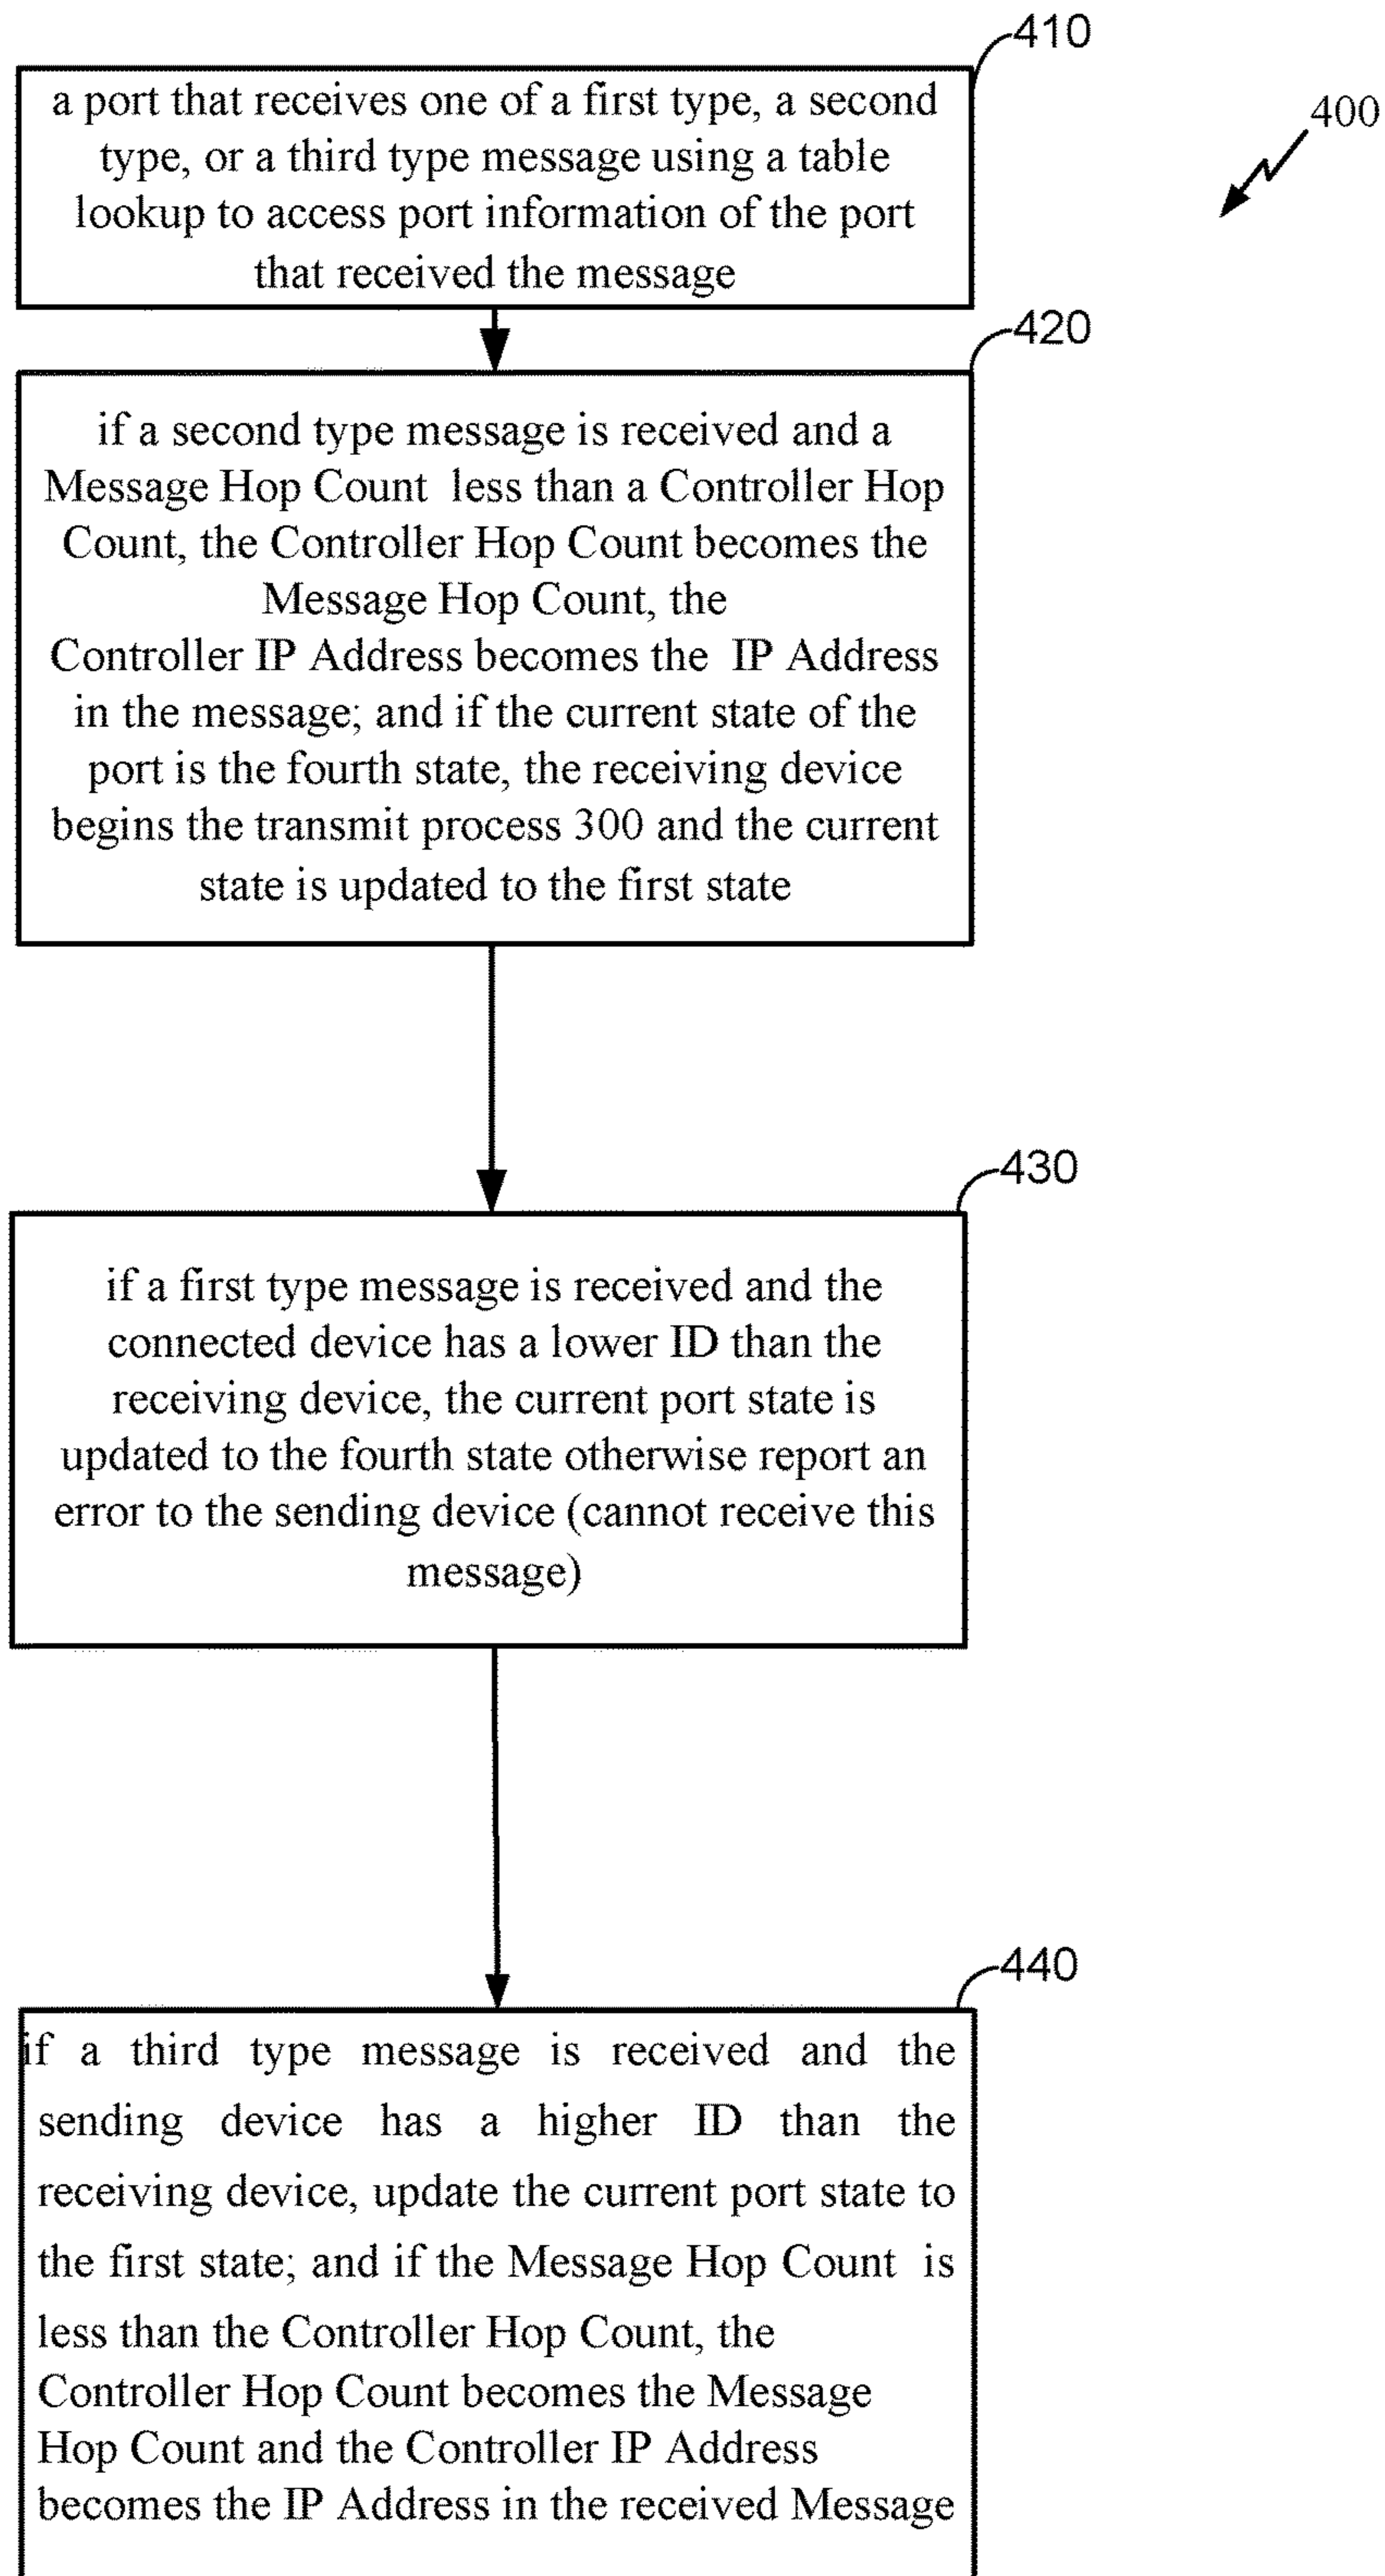 410
a port that receives one of a first type, a second
type, or a third type message using a table
lookup to access port information of the port
that received the message
400
420
if a second type message is received and a
Message Hop Count less than a Controller Hop
Count, the Controller Hop Count becomes the
Message Hop Count, the
Controller IP Address becomes the IP Address
in the message; and if the current state of the
port is the fourth state, the receiving device
begins the transmit process 300 and the current
state is updated to the first state
430
if a first type message is received and the
connected device has a lower ID than the
receiving device, the current port state is
updated to the fourth state otherwise report an
error to the sending device (cannot receive this
message)
440
if a third type message is received and the
sending device has a higher ID than the
receiving device, update the current port state to
the first state; and if the Message Hop Count is
less than the Controller Hop Count, the
Controller Hop Count becomes the Message
Hop Count and the Controller IP Address
becomes the IP Address in the received Message